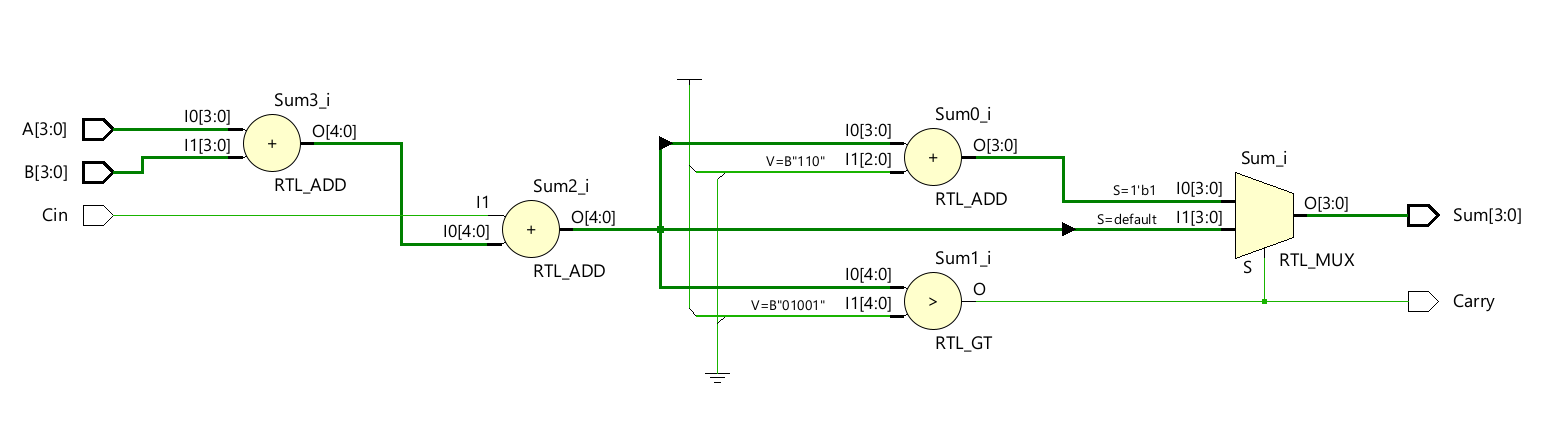 Sum3_i
A[3:0]
I0[3:0]
O[4:0]
+
B[3:0]
I1[3:0]
RTL_ADD
Cin
Sum2_i
I1
I0[4:0]
O[4:0]
+
RTL_ADD
Sum0_i
I0[3:0]
O[3:0]
V=B"110"
I1[2:0]
+
RTL_ADD
Sum1_i
I0[4:0]
O
V=B"01001"
I1[4:0]
>
RTL_GT
Sum_i
S=1'b1
I0[3:0]
O[3:0]
S=default
I1[3:0]
S
RTL_MUX
Sum[3:0]
Carry